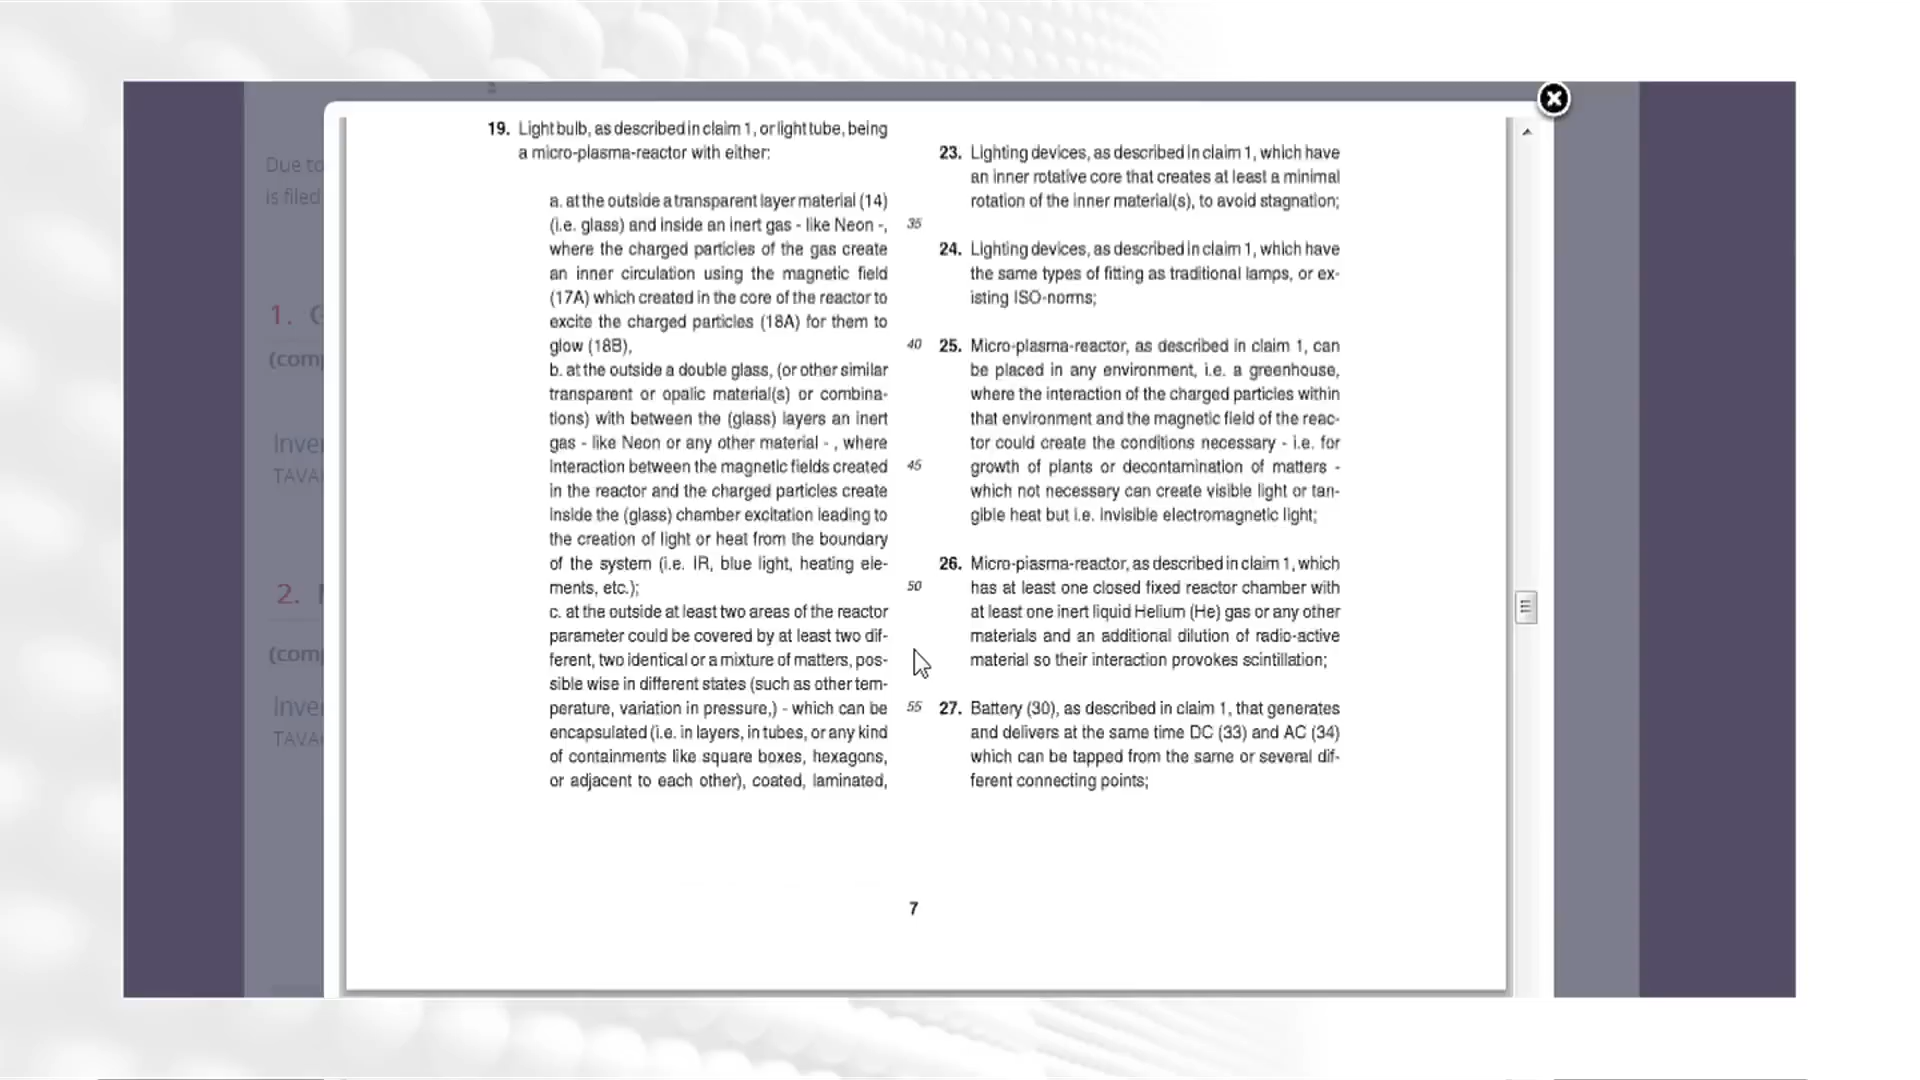 Due to
is filed
1.
(com
Inve
TAVA
2.
(com
Inve
TAVA
19. Light bulb, as described in claim 1, or light tube, being
a micro-plasma-reactor with either:
a. at the outside a transparent layer material (14)
(i.e. glass) and inside an inert gas - like Neon -,
where the charged particles of the gas create
an inner circulation using the magnetic field
(17A) which created in the core of the reactor to
excite the charged particles (18A) for them to
glow (18B),
b. at the outside a double glass, (or other similar
transparent or opalic material(s) or combina-
tions) with between the (glass) layers an inert
gas - like Neon or any other material - , where
interaction between the magnetic fields created
in the reactor and the charged particles create
inside the (glass) chamber excitation leading to
the creation of light or heat from the boundary
of the system (i.e. IR, blue light, heating ele-
ments, etc.);
c. at the outside at least two areas of the reactor
parameter could be covered by at least two dif-
ferent, two identical or a mixture of matters, pos-
sible wise in different states (such as other tem-
perature, variation in pressure,) - which can be
encapsulated (i.e. in layers, in tubes, or any kind
of containments like square boxes, hexagons,
or adjacent to each other), coated, laminated,
35
40
45
50
55
23. Lighting devices, as described in claim 1, which have
an inner rotative core that creates at least a minimal
rotation of the inner material(s), to avoid stagnation;
24. Lighting devices, as described in claim 1, which have
the same types of fitting as traditional lamps, or ex-
isting ISO-norms;
25. Micro-plasma-reactor, as described in claim 1, can
be placed in any environment, i.e. a greenhouse,
where the interaction of the charged particles within
that environment and the magnetic field of the reac-
tor could create the conditions necessary - i.e. for
growth of plants or decontamination of matters -
which not necessary can create visible light or tan-
gible heat but i.e. invisible electromagnetic light;
26. Micro-plasma-reactor, as described in claim 1, which
has at least one closed fixed reactor chamber with
at least one inert liquid Helium (He) gas or any other
materials and an additional dilution of radio-active
material so their interaction provokes scintillation;
27. Battery (30), as described in claim 1, that generates
and delivers at the same time DC (33) and AC (34)
which can be tapped from the same or several dif-
ferent connecting points;
7